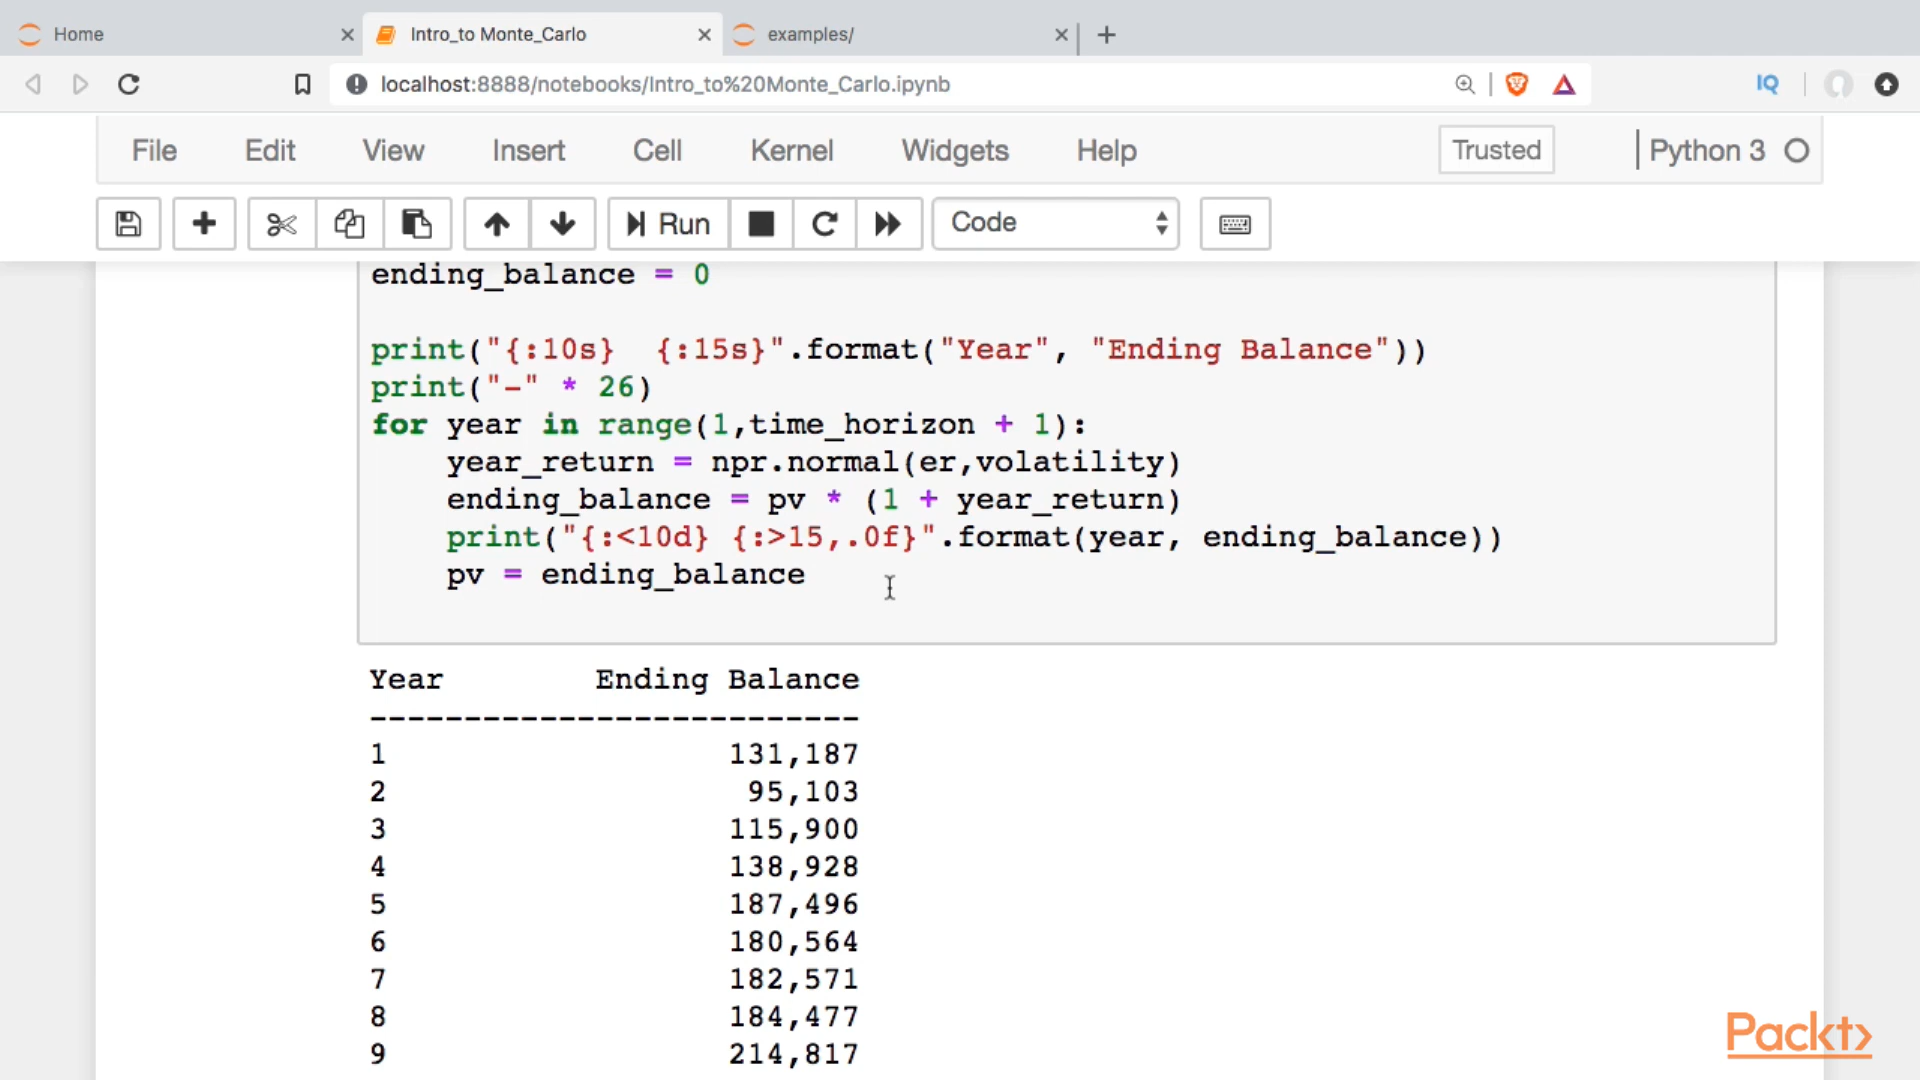 Home
Intro_to Monte_Carlo
examples/
localhost:8888/notebooks/Intro_to%20Monte_Carlo.ipynb
IQ
File Edit View Insert Cell Kernel Widgets Help
Trusted
Python 3
Run
Code
ending_balance = 0
print("{:10s}  {:15s}".format("Year", "Ending Balance"))
print("-" * 26)
for year in range(1,time_horizon + 1):
    year_return = npr.normal(er,volatility)
    ending_balance = pv * (1 + year_return)
    print("{:<10d} {:>15,.0f}".format(year, ending_balance))
    pv = ending_balance
Year        Ending Balance
--------------------------
1                  131,187
2                   95,103
3                  115,900
4                  138,928
5                  187,496
6                  180,564
7                  182,571
8                  184,477
9                  214,817
Packt>